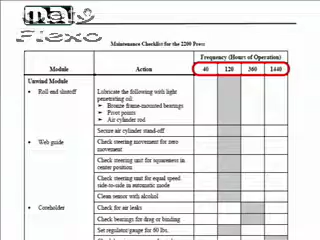 Flexo
Maintenance Checklist for the 2200 Press
Frequency (Hours of Operation)
Module Action 40 120 360 1440
Unwind Module
• Roll end standoff Lubricate the following with light
penetrating oil:
➢ Bronze frame-mounted bearings
➢ Pivot points
➢ Air cylinder rod
Secure air cylinder stand-off
• Web guide Check steering movement for zero
movement
Check steering unit for squareness in
center position
Check steering unit for equal speed
side-to-side in automatic mode
Clean sensor with alcohol
• Coreholder Check for air leaks
Check bearings for drag or binding
Set regulator/gauge for 60 lbs.